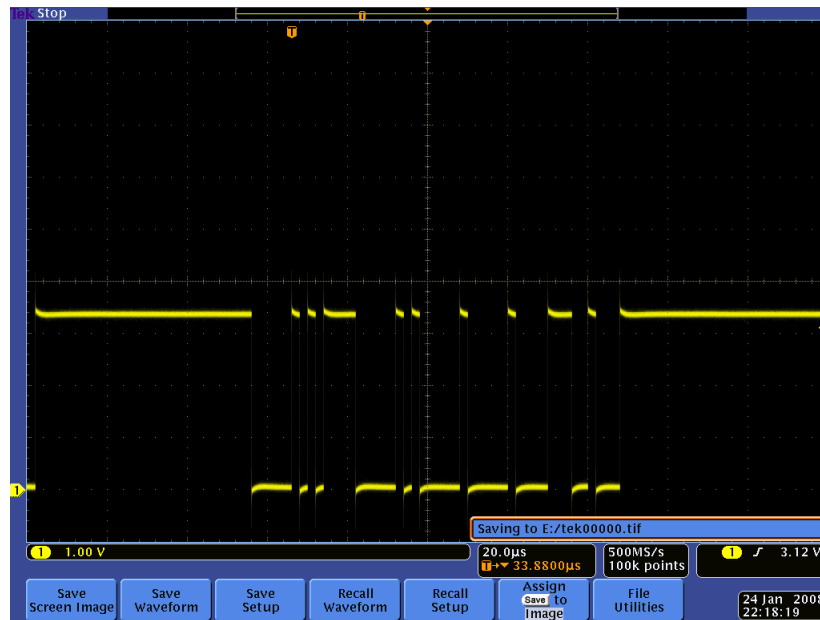 Tek Stop
T
T
1
Saving to E:/tek00000.tif
1 1.00 V
20.0µs
T→▼ 33.8800µs
500MS/s
100k points
1 ∫ 3.12 V
Save
Screen Image
Save
Waveform
Save
Setup
Recall
Waveform
Recall
Setup
Assign
Save to
Image
File
Utilities
24 Jan 2008
22:18:19